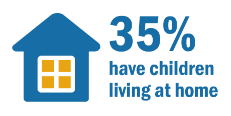 35%
have children
living at home